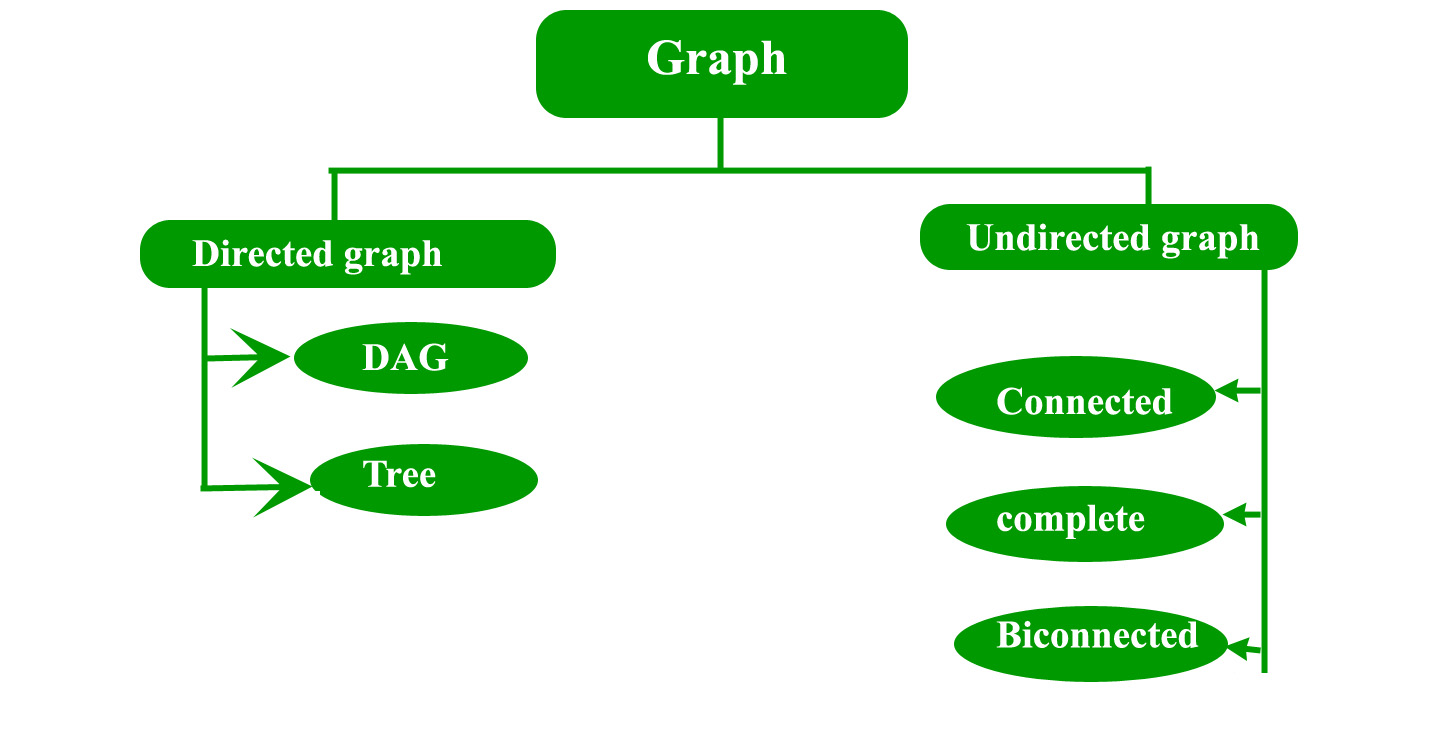 Graph
Directed graph
Undirected graph
DAG
Tree
Connected
complete
Biconnected